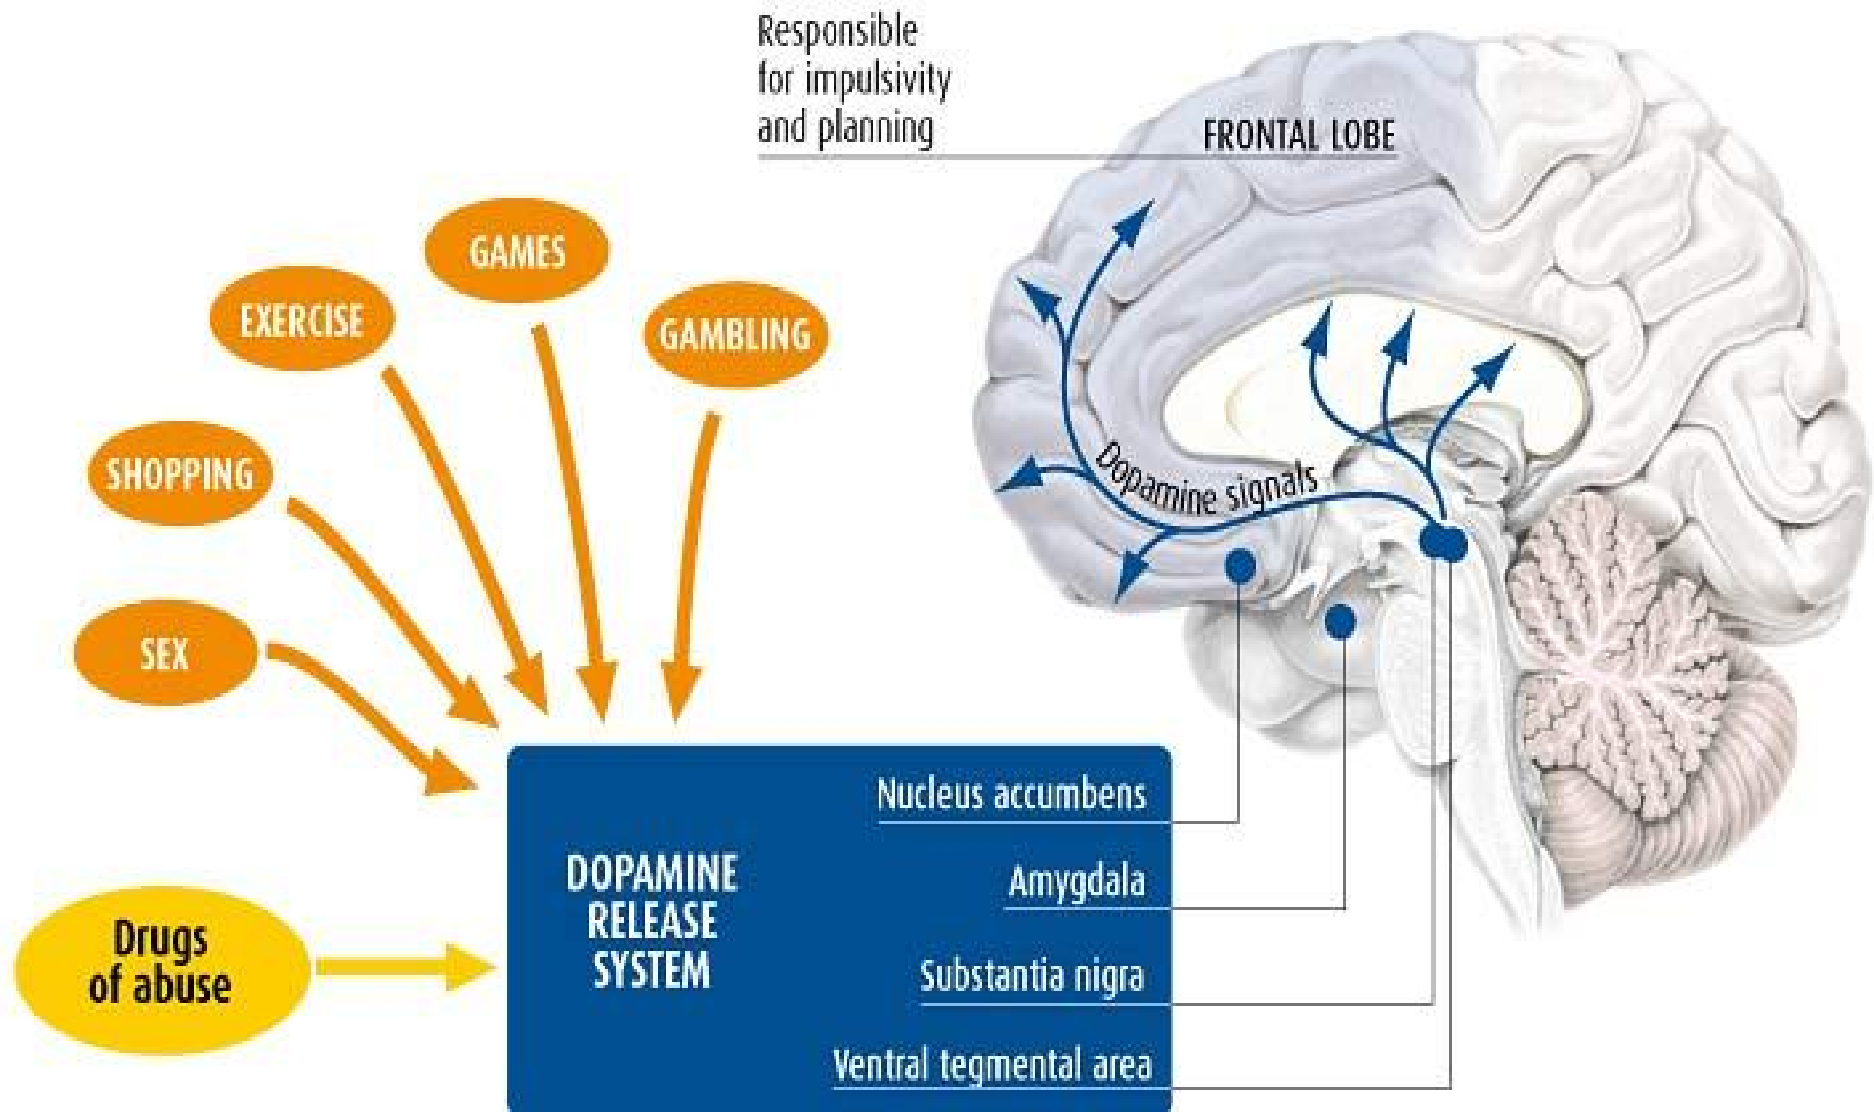 Responsible
for impulsivity
and planning
FRONTAL LOBE
GAMES
EXERCISE
GAMBLING
SHOPPING
Dopamine signals
SEX
Nucleus accumbens
DOPAMINE
RELEASE
SYSTEM
Amygdala
Drugs
of abuse
Substantia nigra
Ventral tegmental area